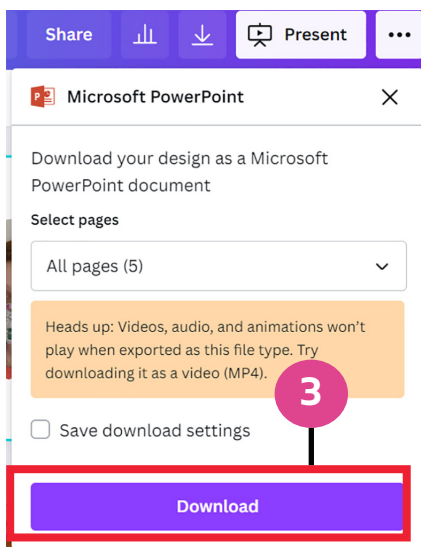 Share
Present
Microsoft PowerPoint
Download your design as a Microsoft
PowerPoint document
Select pages
All pages (5)
Heads up: Videos, audio, and animations won't
play when exported as this file type. Try
downloading it as a video (MP4).
3
Save download settings
Download